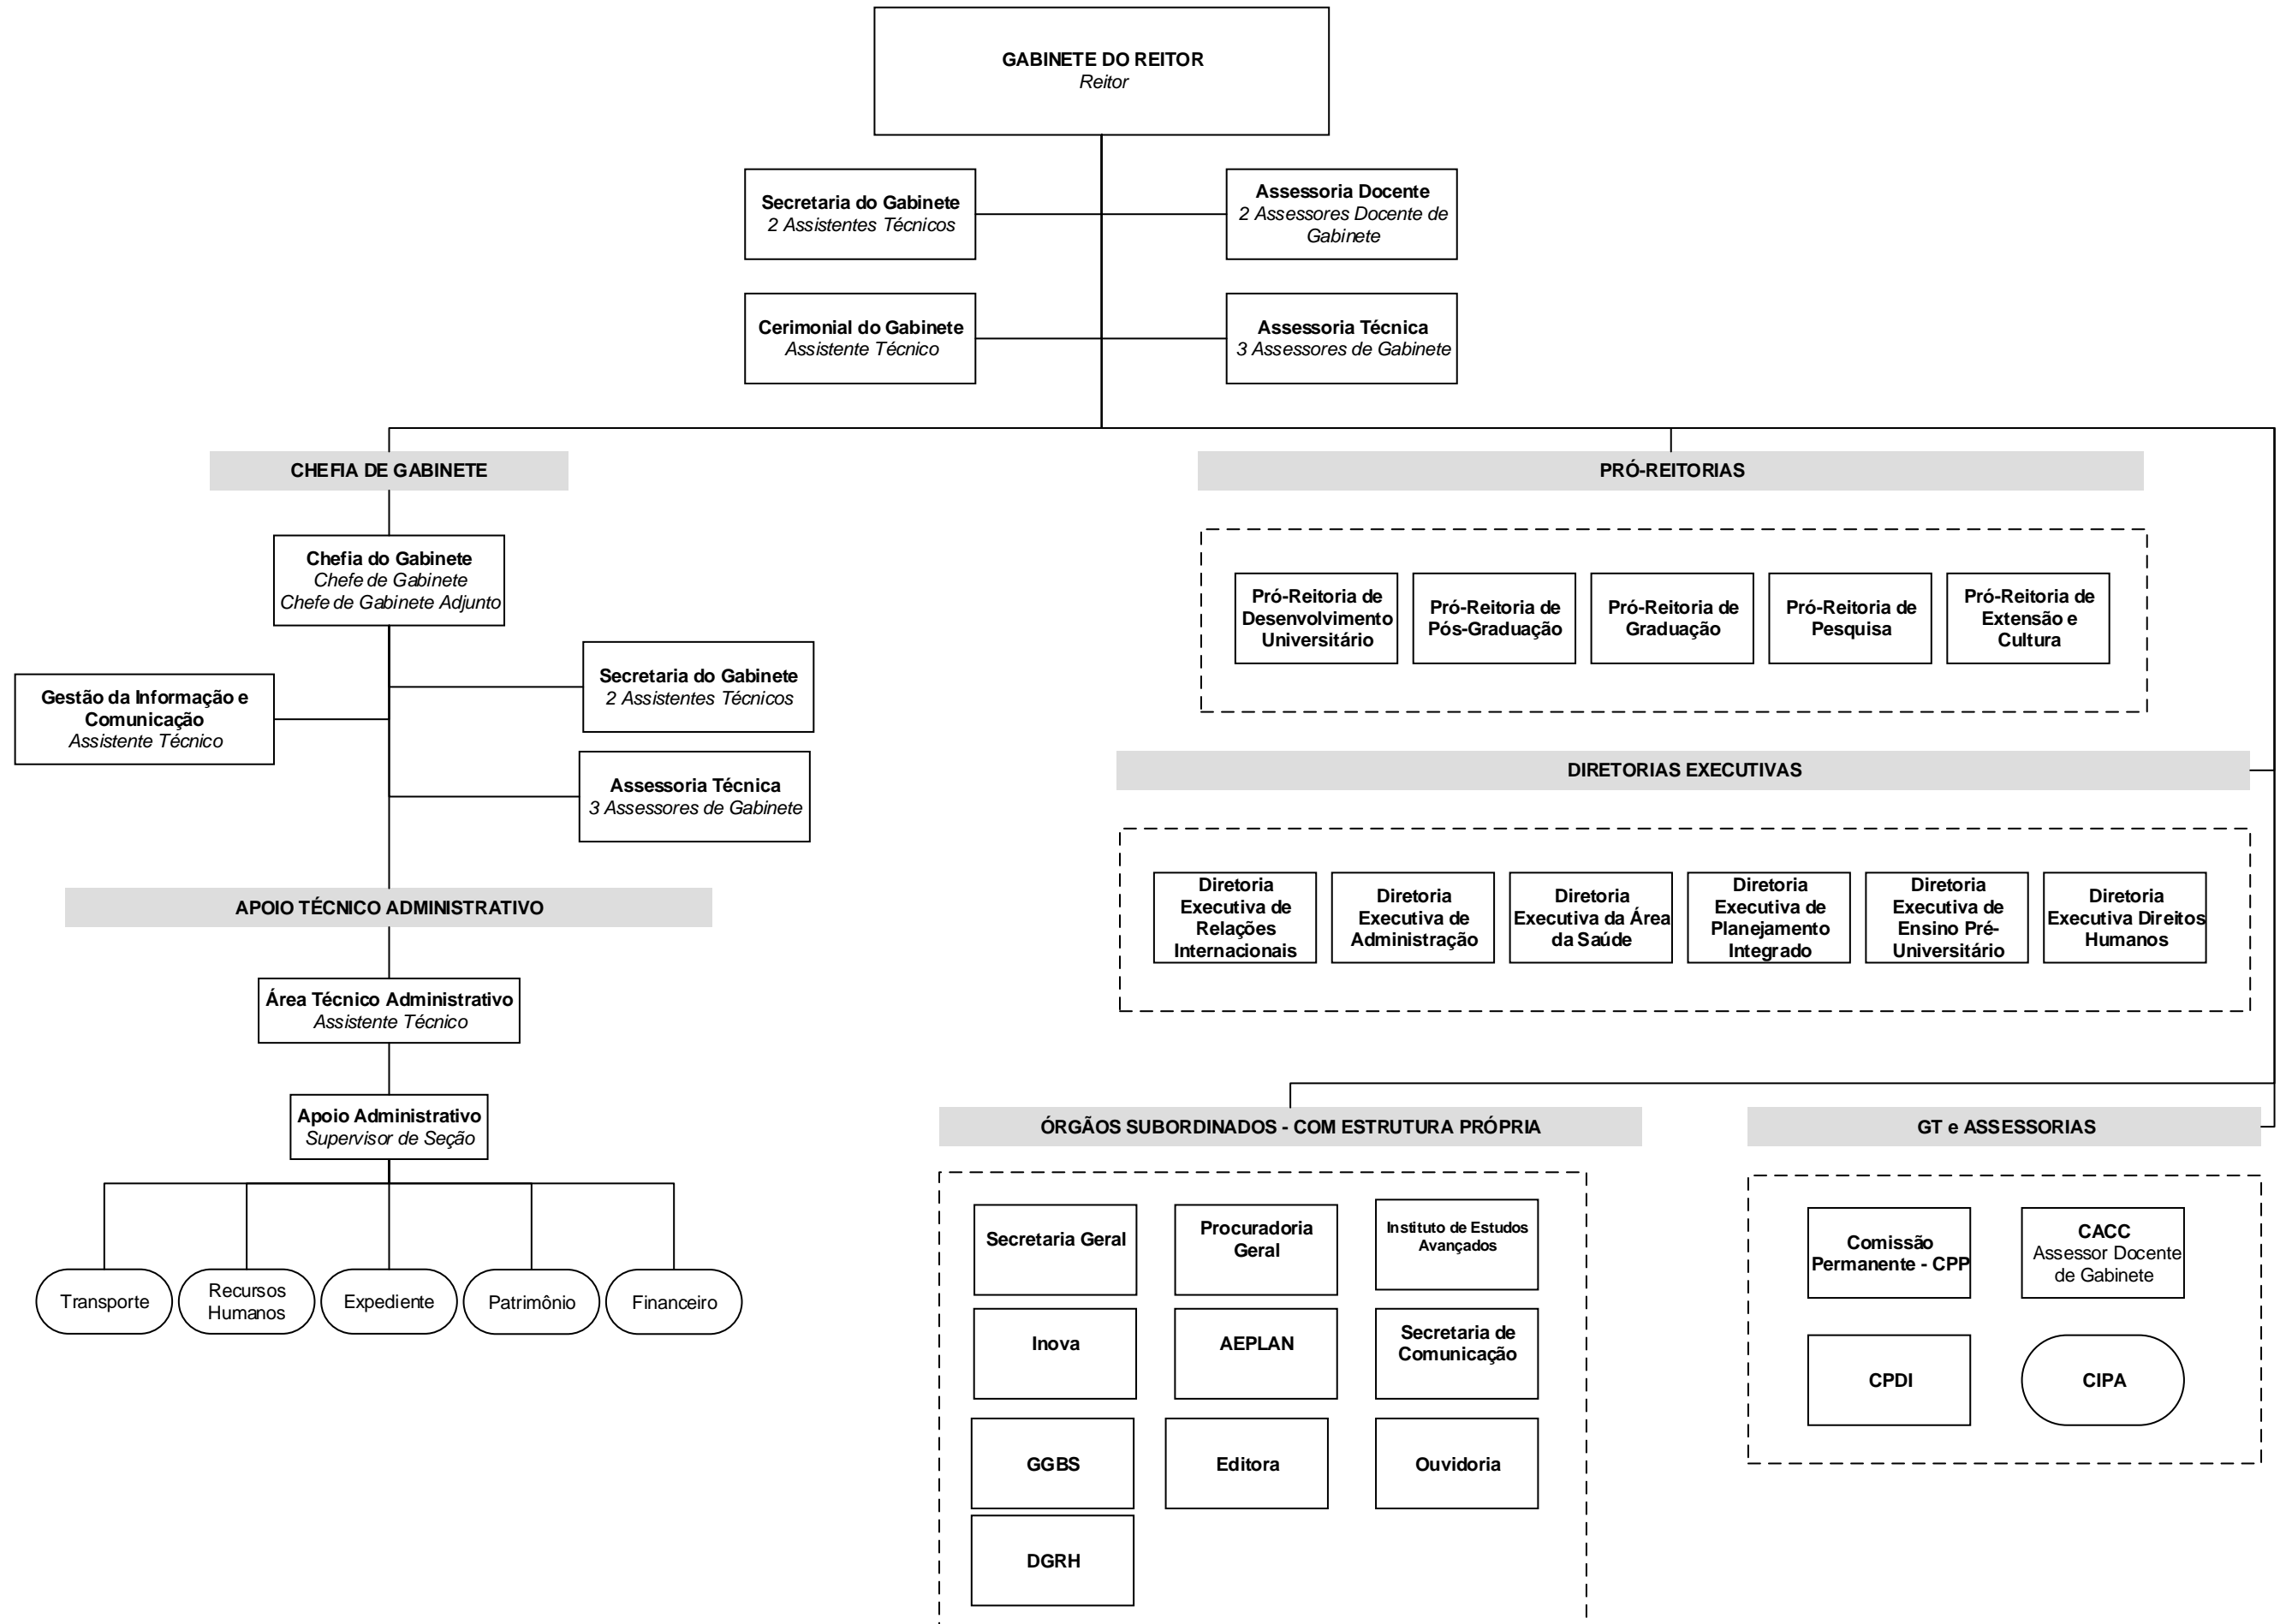 GABINETE DO REITOR
Reitor
Secretaria do Gabinete
2 Assistentes Técnicos
Assessoria Docente
2 Assessores Docente de
Gabinete
Cerimonial do Gabinete
Assistente Técnico
Assessoria Técnica
3 Assessores de Gabinete
CHEFIA DE GABINETE
Chefia do Gabinete
Chefe de Gabinete
Chefe de Gabinete Adjunto
Gestão da Informação e
Comunicação
Assistente Técnico
Secretaria do Gabinete
2 Assistentes Técnicos
Assessoria Técnica
3 Assessores de Gabinete
APOIO TÉCNICO ADMINISTRATIVO
Área Técnico Administrativo
Assistente Técnico
Apoio Administrativo
Supervisor de Seção
Transporte
Recursos
Humanos
Expediente
Patrimônio
Financeiro
PRÓ-REITORIAS
Pró-Reitoria de
Desenvolvimento
Universitário
Pró-Reitoria de
Pós-Graduação
Pró-Reitoria de
Graduação
Pró-Reitoria de
Pesquisa
Pró-Reitoria de
Extensão e
Cultura
DIRETORIAS EXECUTIVAS
Diretoria
Executiva de
Relações
Internacionais
Diretoria
Executiva de
Administração
Diretoria
Executiva da Área
da Saúde
Diretoria
Executiva de
Planejamento
Integrado
Diretoria
Executiva de
Ensino Pré-
Universitário
Diretoria
Executiva Direitos
Humanos
ÓRGÃOS SUBORDINADOS - COM ESTRUTURA PRÓPRIA
Secretaria Geral
Procuradoria
Geral
Instituto de Estudos
Avançados
Inova
AEPLAN
Secretaria de
Comunicação
GGBS
Editora
Ouvidoria
DGRH
GT e ASSESSORIAS
Comissão
Permanente - CPP
CACC
Assessor Docente
de Gabinete
CPDI
CIPA